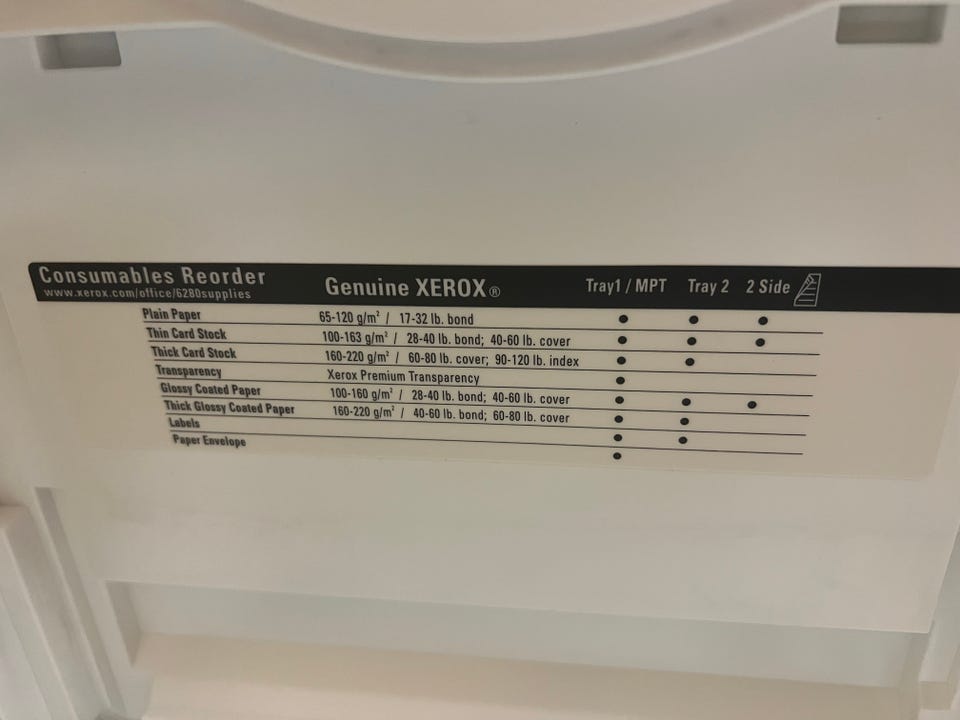 Consumables Reorder
www.xerox.com/office/6280supplies
Genuine XEROX® Tray1 / MPT Tray 2 2 Side
Plain Paper 65-120 g/m² / 17-32 lb. bond ● ● ●
Thin Card Stock 100-163 g/m² / 28-40 lb. bond; 40-60 lb. cover ● ● ●
Thick Card Stock 160-220 g/m² / 60-80 lb. cover; 90-120 lb. index ● ●
Transparency Xerox Premium Transparency ●
Glossy Coated Paper 100-160 g/m² / 28-40 lb. bond; 40-60 lb. cover ● ● ●
Thick Glossy Coated Paper 160-220 g/m² / 40-60 lb. bond; 60-80 lb. cover ● ●
Labels ● ●
Paper Envelope ●